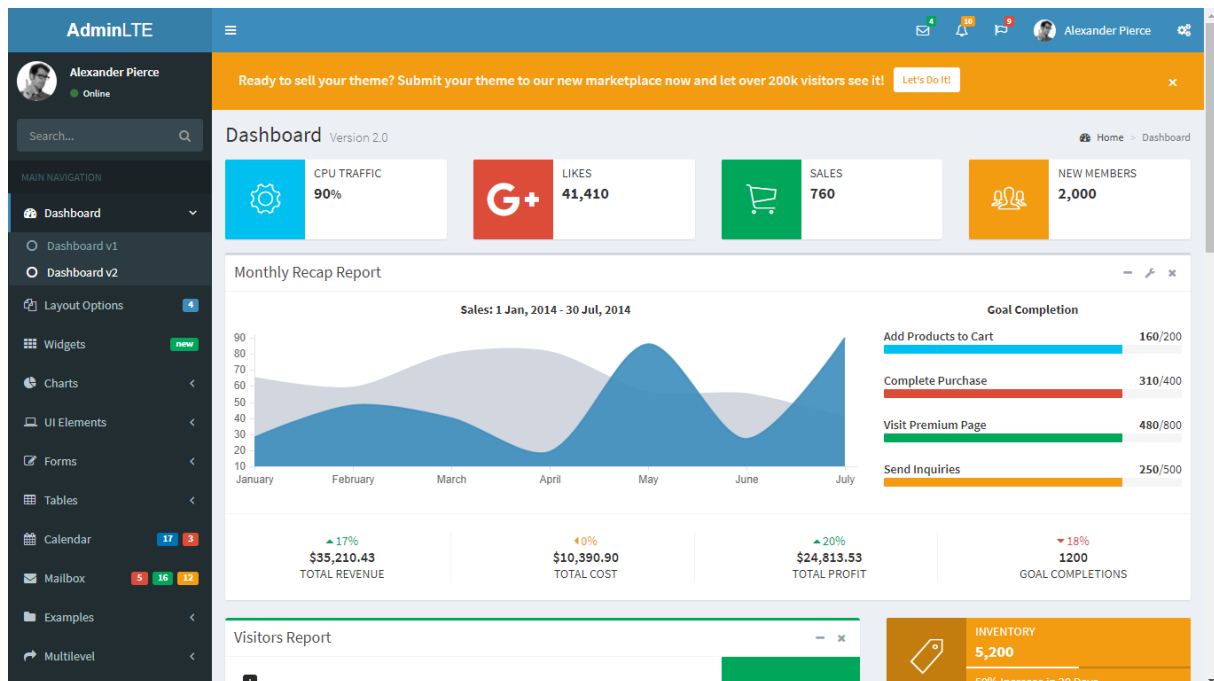 AdminLTE
4
10
9
Alexander Pierce
Alexander Pierce
Online
Search...
MAIN NAVIGATION
Dashboard
Dashboard v1
Dashboard v2
Layout Options 4
Widgets new
Charts
UI Elements
Forms
Tables
Calendar 17 3
Mailbox 5 16 12
Examples
Multilevel
Ready to sell your theme? Submit your theme to our new marketplace now and let over 200k visitors see it! Let's Do It!
Dashboard Version 2.0
Home > Dashboard
CPU TRAFFIC
90%
G+
LIKES
41,410
SALES
760
NEW MEMBERS
2,000
Monthly Recap Report
Sales: 1 Jan, 2014 - 30 Jul, 2014
90
80
70
60
50
40
30
20
10
January February March April May June July
Goal Completion
Add Products to Cart 160/200
Complete Purchase 310/400
Visit Premium Page 480/800
Send Inquiries 250/500
17%
$35,210.43
TOTAL REVENUE
0%
$10,390.90
TOTAL COST
20%
$24,813.53
TOTAL PROFIT
18%
1200
GOAL COMPLETIONS
Visitors Report
INVENTORY
5,200
50% Increase in 30 Days